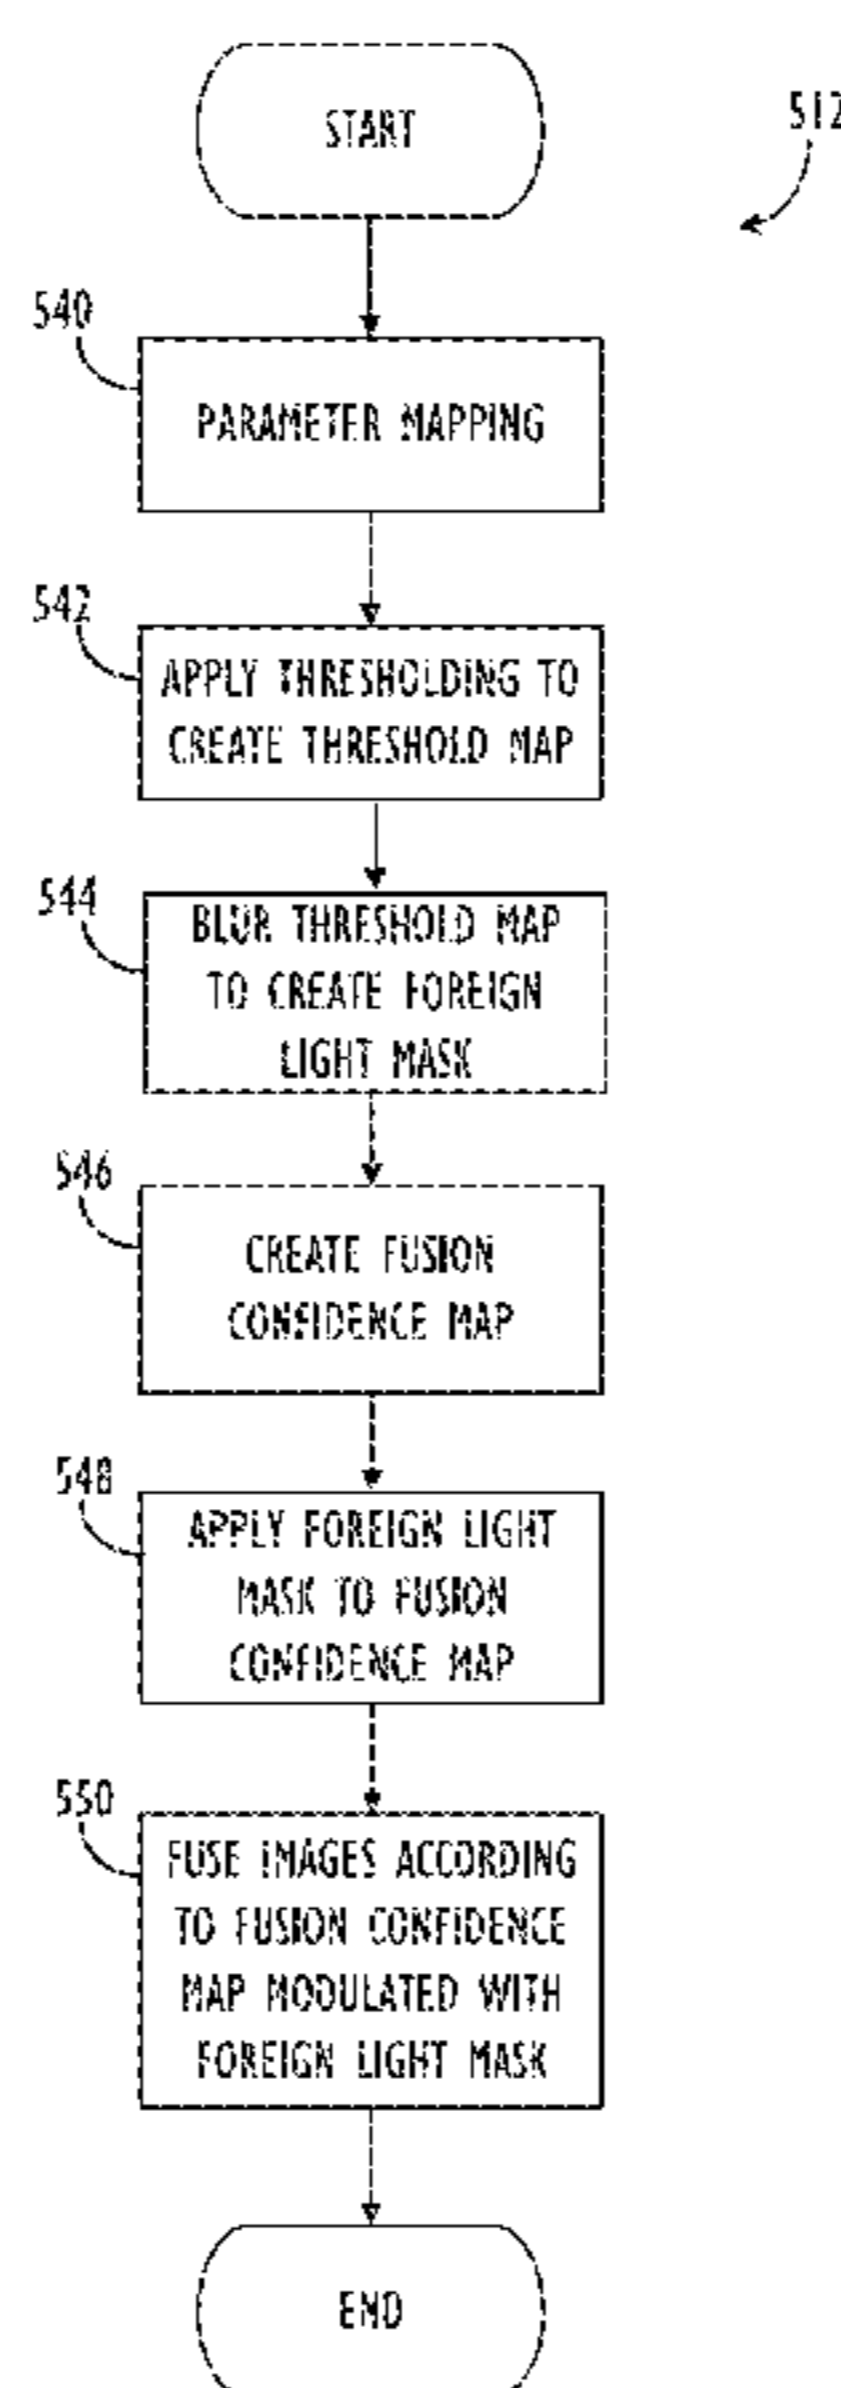 START
512
540
PARAMETER MAPPING
542
APPLY THRESHOLDING TO
CREATE THRESHOLD MAP
544
BLUR THRESHOLD MAP
TO CREATE FOREIGN
LIGHT MASK
546
CREATE FUSION
CONFIDENCE MAP
548
APPLY FOREIGN LIGHT
MASK TO FUSION
CONFIDENCE MAP
550
FUSE IMAGES ACCORDING
TO FUSION CONFIDENCE
MAP MODULATED WITH
FOREIGN LIGHT MASK
END